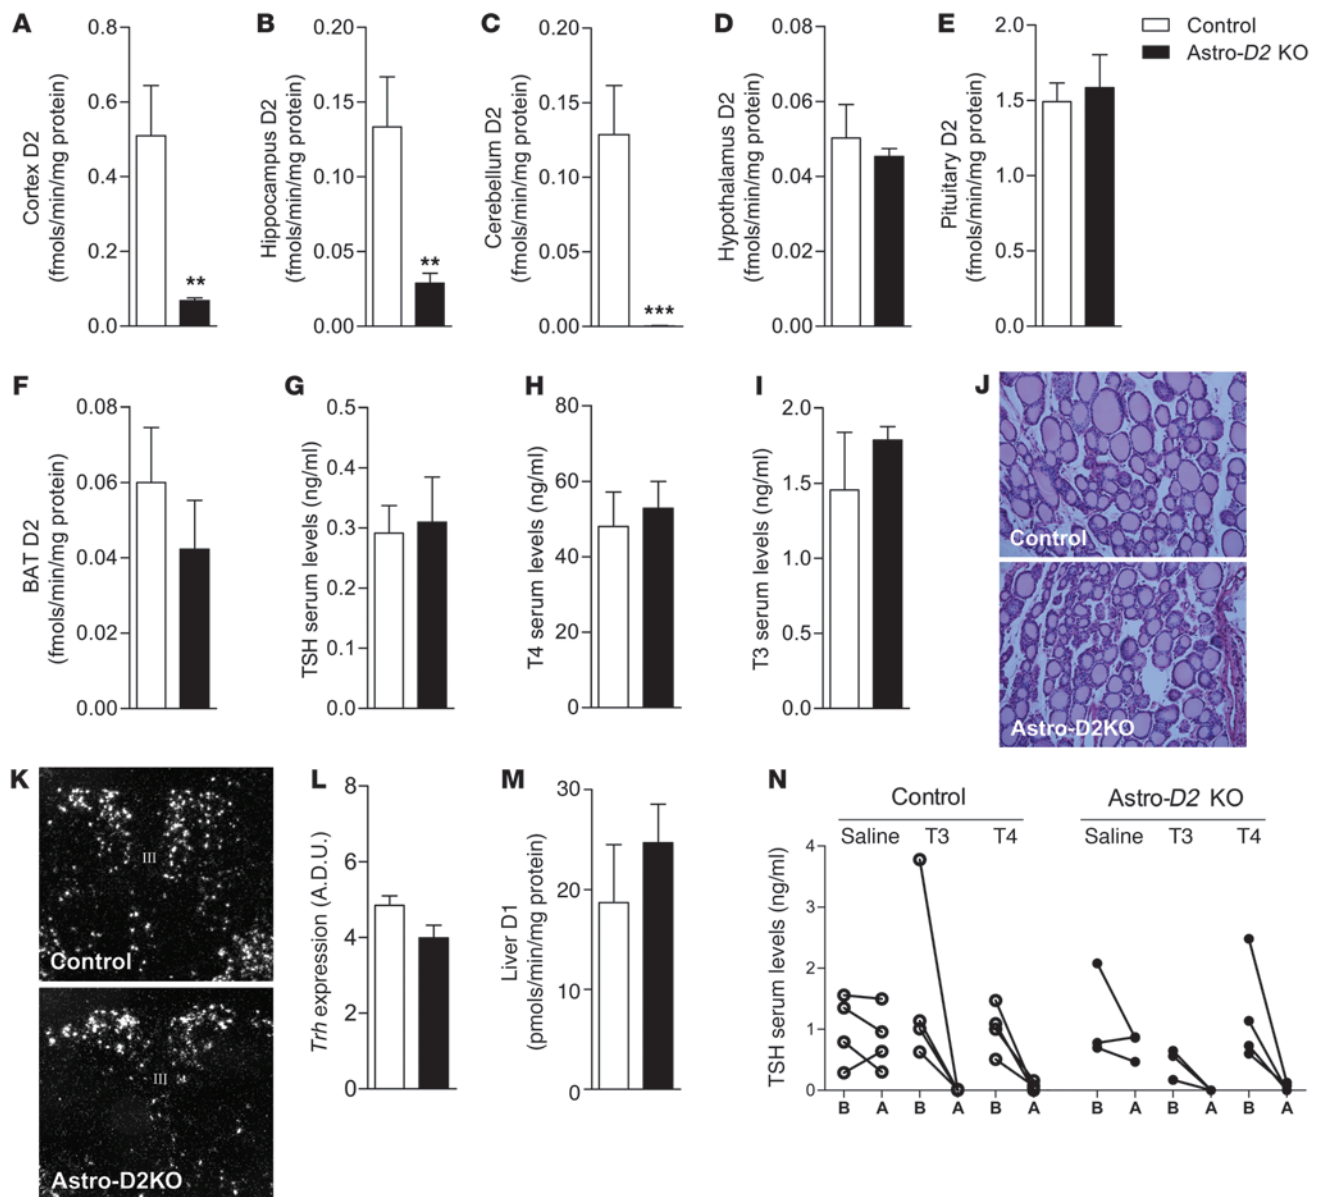 A
Cortex D2
(fmols/min/mg protein)
0.8
0.6
0.4
0.2
0.0
**
B
Hippocampus D2
(fmols/min/mg protein)
0.20
0.15
0.10
0.05
0.00
**
C
Cerebellum D2
(fmols/min/mg protein)
0.20
0.15
0.10
0.05
0.00
***
D
Hypothalamus D2
(fmols/min/mg protein)
0.08
0.06
0.04
0.02
0.00
E
Pituitary D2
(fmols/min/mg protein)
2.0
1.5
1.0
0.5
0.0
Control
Astro-D2 KO
F
BAT D2
(fmols/min/mg protein)
0.08
0.06
0.04
0.02
0.00
G
TSH serum levels (ng/ml)
0.5
0.4
0.3
0.2
0.1
0.0
H
T4 serum levels (ng/ml)
80
60
40
20
0
I
T3 serum levels (ng/ml)
2.0
1.5
1.0
0.5
0.0
J
Control
Astro-D2KO
K
III
Control
III
Astro-D2KO
L
Trh expression (A.D.U.)
8
6
4
2
0
M
Liver D1
(pmols/min/mg protein)
30
20
10
0
N
Control Astro-D2 KO
Saline T3 T4 Saline T3 T4
TSH serum levels (ng/ml)
4
3
2
1
0
B A B A B A B A B A B A